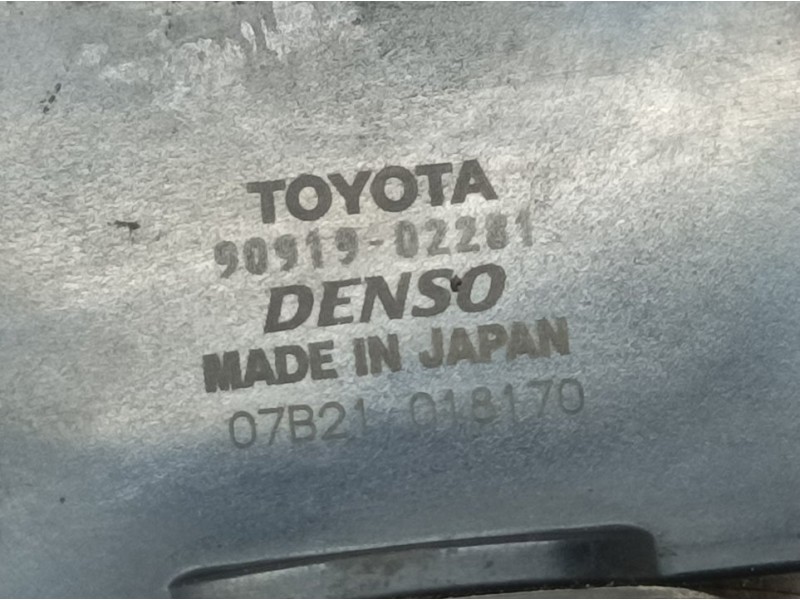 TOYOTA
90919-02281
DENSO
MADE IN JAPAN
07B21 018170